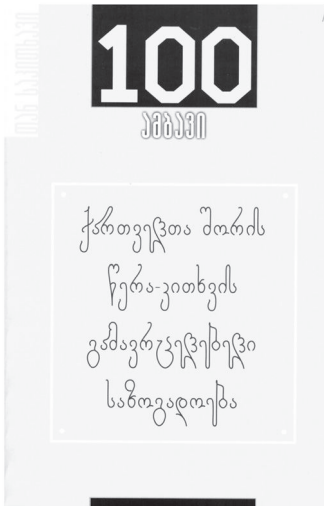 100
ამბავი
ქართველთა შორის
წერა-კითხვის
გამავრცელებელი
საზოგადოება